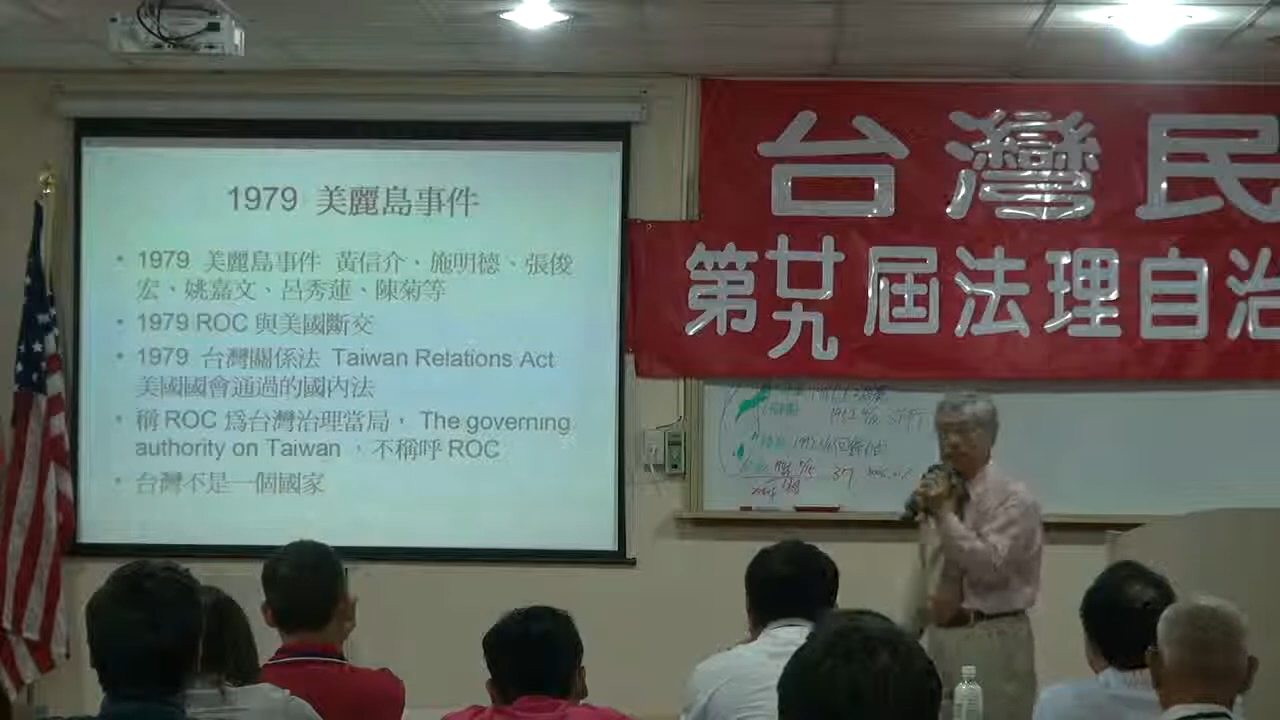 1979 美麗島事件
• 1979 美麗島事件 黃信介、施明德、張俊
宏、姚嘉文、呂秀蓮、陳菊等
• 1979 ROC 與美國斷交
• 1979 台灣關係法 Taiwan Relations Act
美國國會通過的國內法
• 稱 ROC 為台灣治理當局， The governing
authority on Taiwan ，不稱呼 ROC
• 台灣不是一個國家
台灣民
第廿九屆法理自治